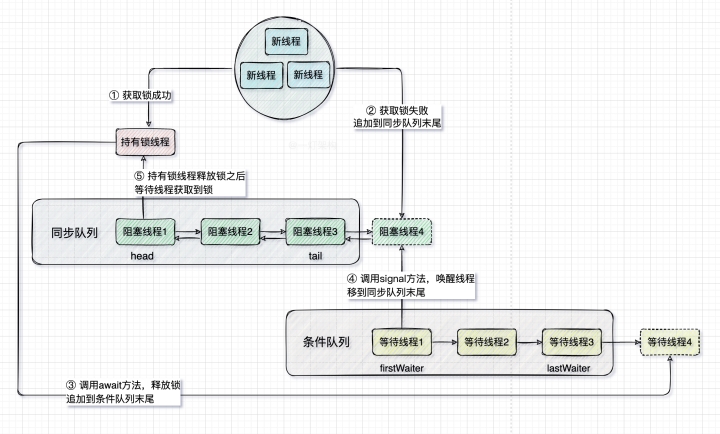 新线程
新线程
新线程
① 获取锁成功
② 获取锁失败
追加到同步队列末尾
持有锁线程
⑤ 持有锁线程释放锁之后
等待线程获取到锁
同步队列
阻塞线程1
阻塞线程2
阻塞线程3
阻塞线程4
head
tail
④ 调用signal方法，唤醒线程
移到同步队列末尾
条件队列
等待线程1
等待线程2
等待线程3
等待线程4
firstWaiter
lastWaiter
③ 调用await方法，释放锁
追加到条件队列末尾